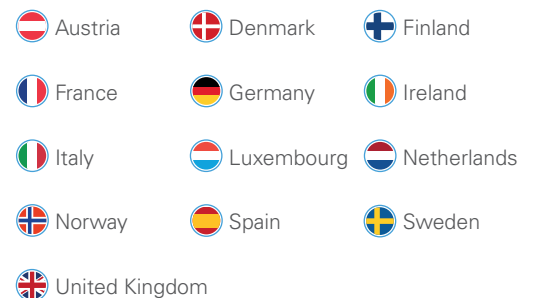 Austria Denmark Finland
France Germany Ireland
Italy Luxembourg Netherlands
Norway Spain Sweden
United Kingdom